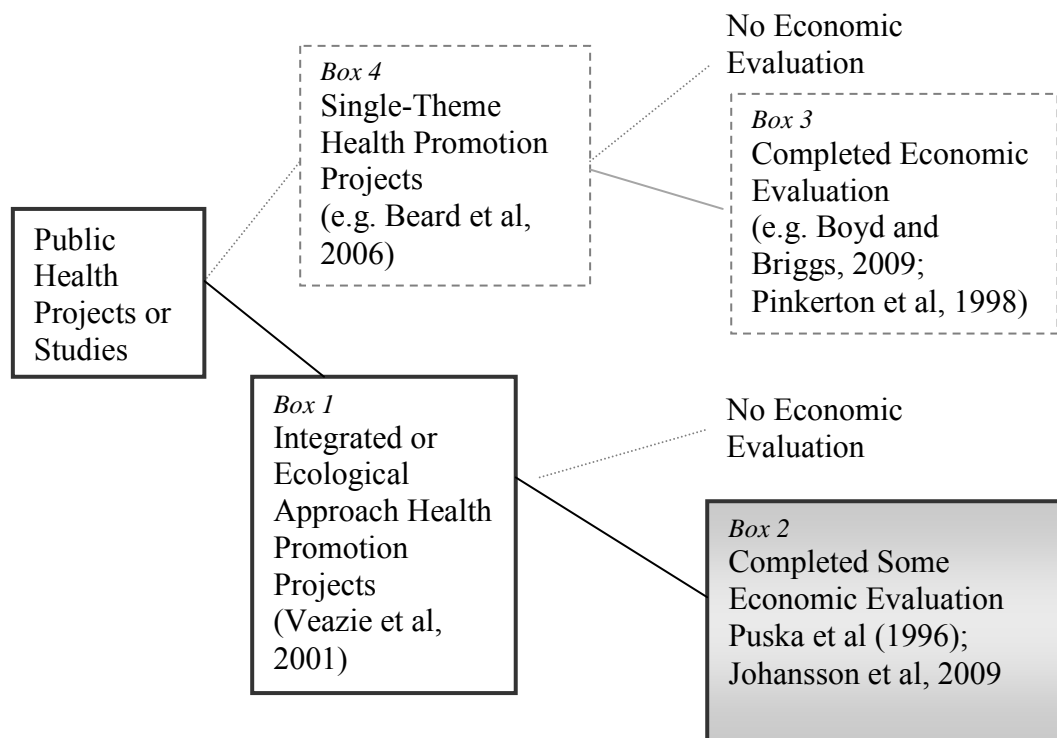 Public
Health
Projects or
Studies
Box 4
Single-Theme
Health Promotion
Projects
(e.g. Beard et al,
2006)
No Economic
Evaluation
Box 3
Completed Economic
Evaluation
(e.g. Boyd and
Briggs, 2009;
Pinkerton et al, 1998)
Box 1
Integrated or
Ecological
Approach Health
Promotion
Projects
(Veazie et al,
2001)
No Economic
Evaluation
Box 2
Completed Some
Economic Evaluation
Puska et al (1996);
Johansson et al, 2009